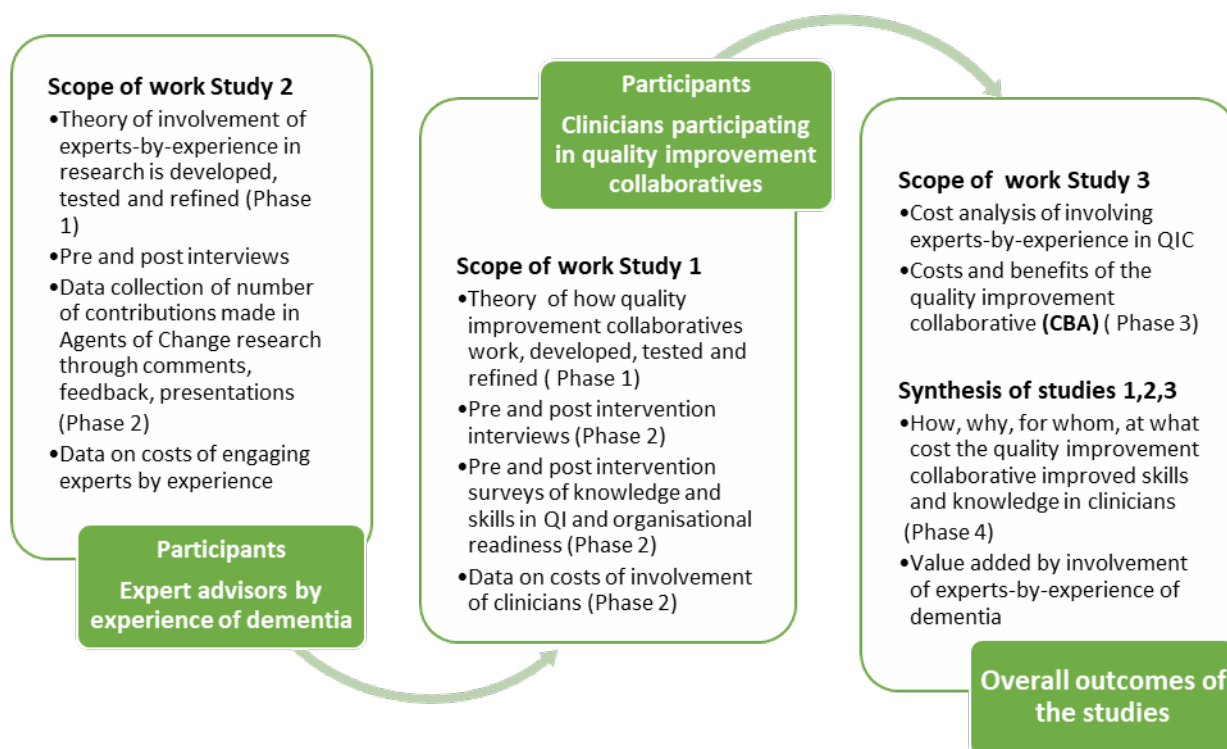 Scope of work Study 2
•Theory of involvement of
experts-by-experience in
research is developed,
tested and refined (Phase
1)
•Pre and post interviews
•Data collection of number
of contributions made in
Agents of Change research
through comments,
feedback, presentations
(Phase 2)
•Data on costs of engaging
experts by experience
Participants
Expert advisors by
experience of dementia
Participants
Clinicians participating
in quality improvement
collaboratives
Scope of work Study 1
•Theory of how quality
improvement collaboratives
work, developed, tested and
refined ( Phase 1)
•Pre and post intervention
interviews (Phase 2)
•Pre and post intervention
surveys of knowledge and
skills in QI and organisational
readiness (Phase 2)
•Data on costs of involvement
of clinicians (Phase 2)
Scope of work Study 3
•Cost analysis of involving
experts-by-experience in QIC
•Costs and benefits of the
quality improvement
collaborative (CBA) ( Phase 3)
Synthesis of studies 1,2,3
•How, why, for whom, at what
cost the quality improvement
collaborative improved skills
and knowledge in clinicians
(Phase 4)
•Value added by involvement
of experts-by-experience of
dementia
Overall outcomes of
the studies